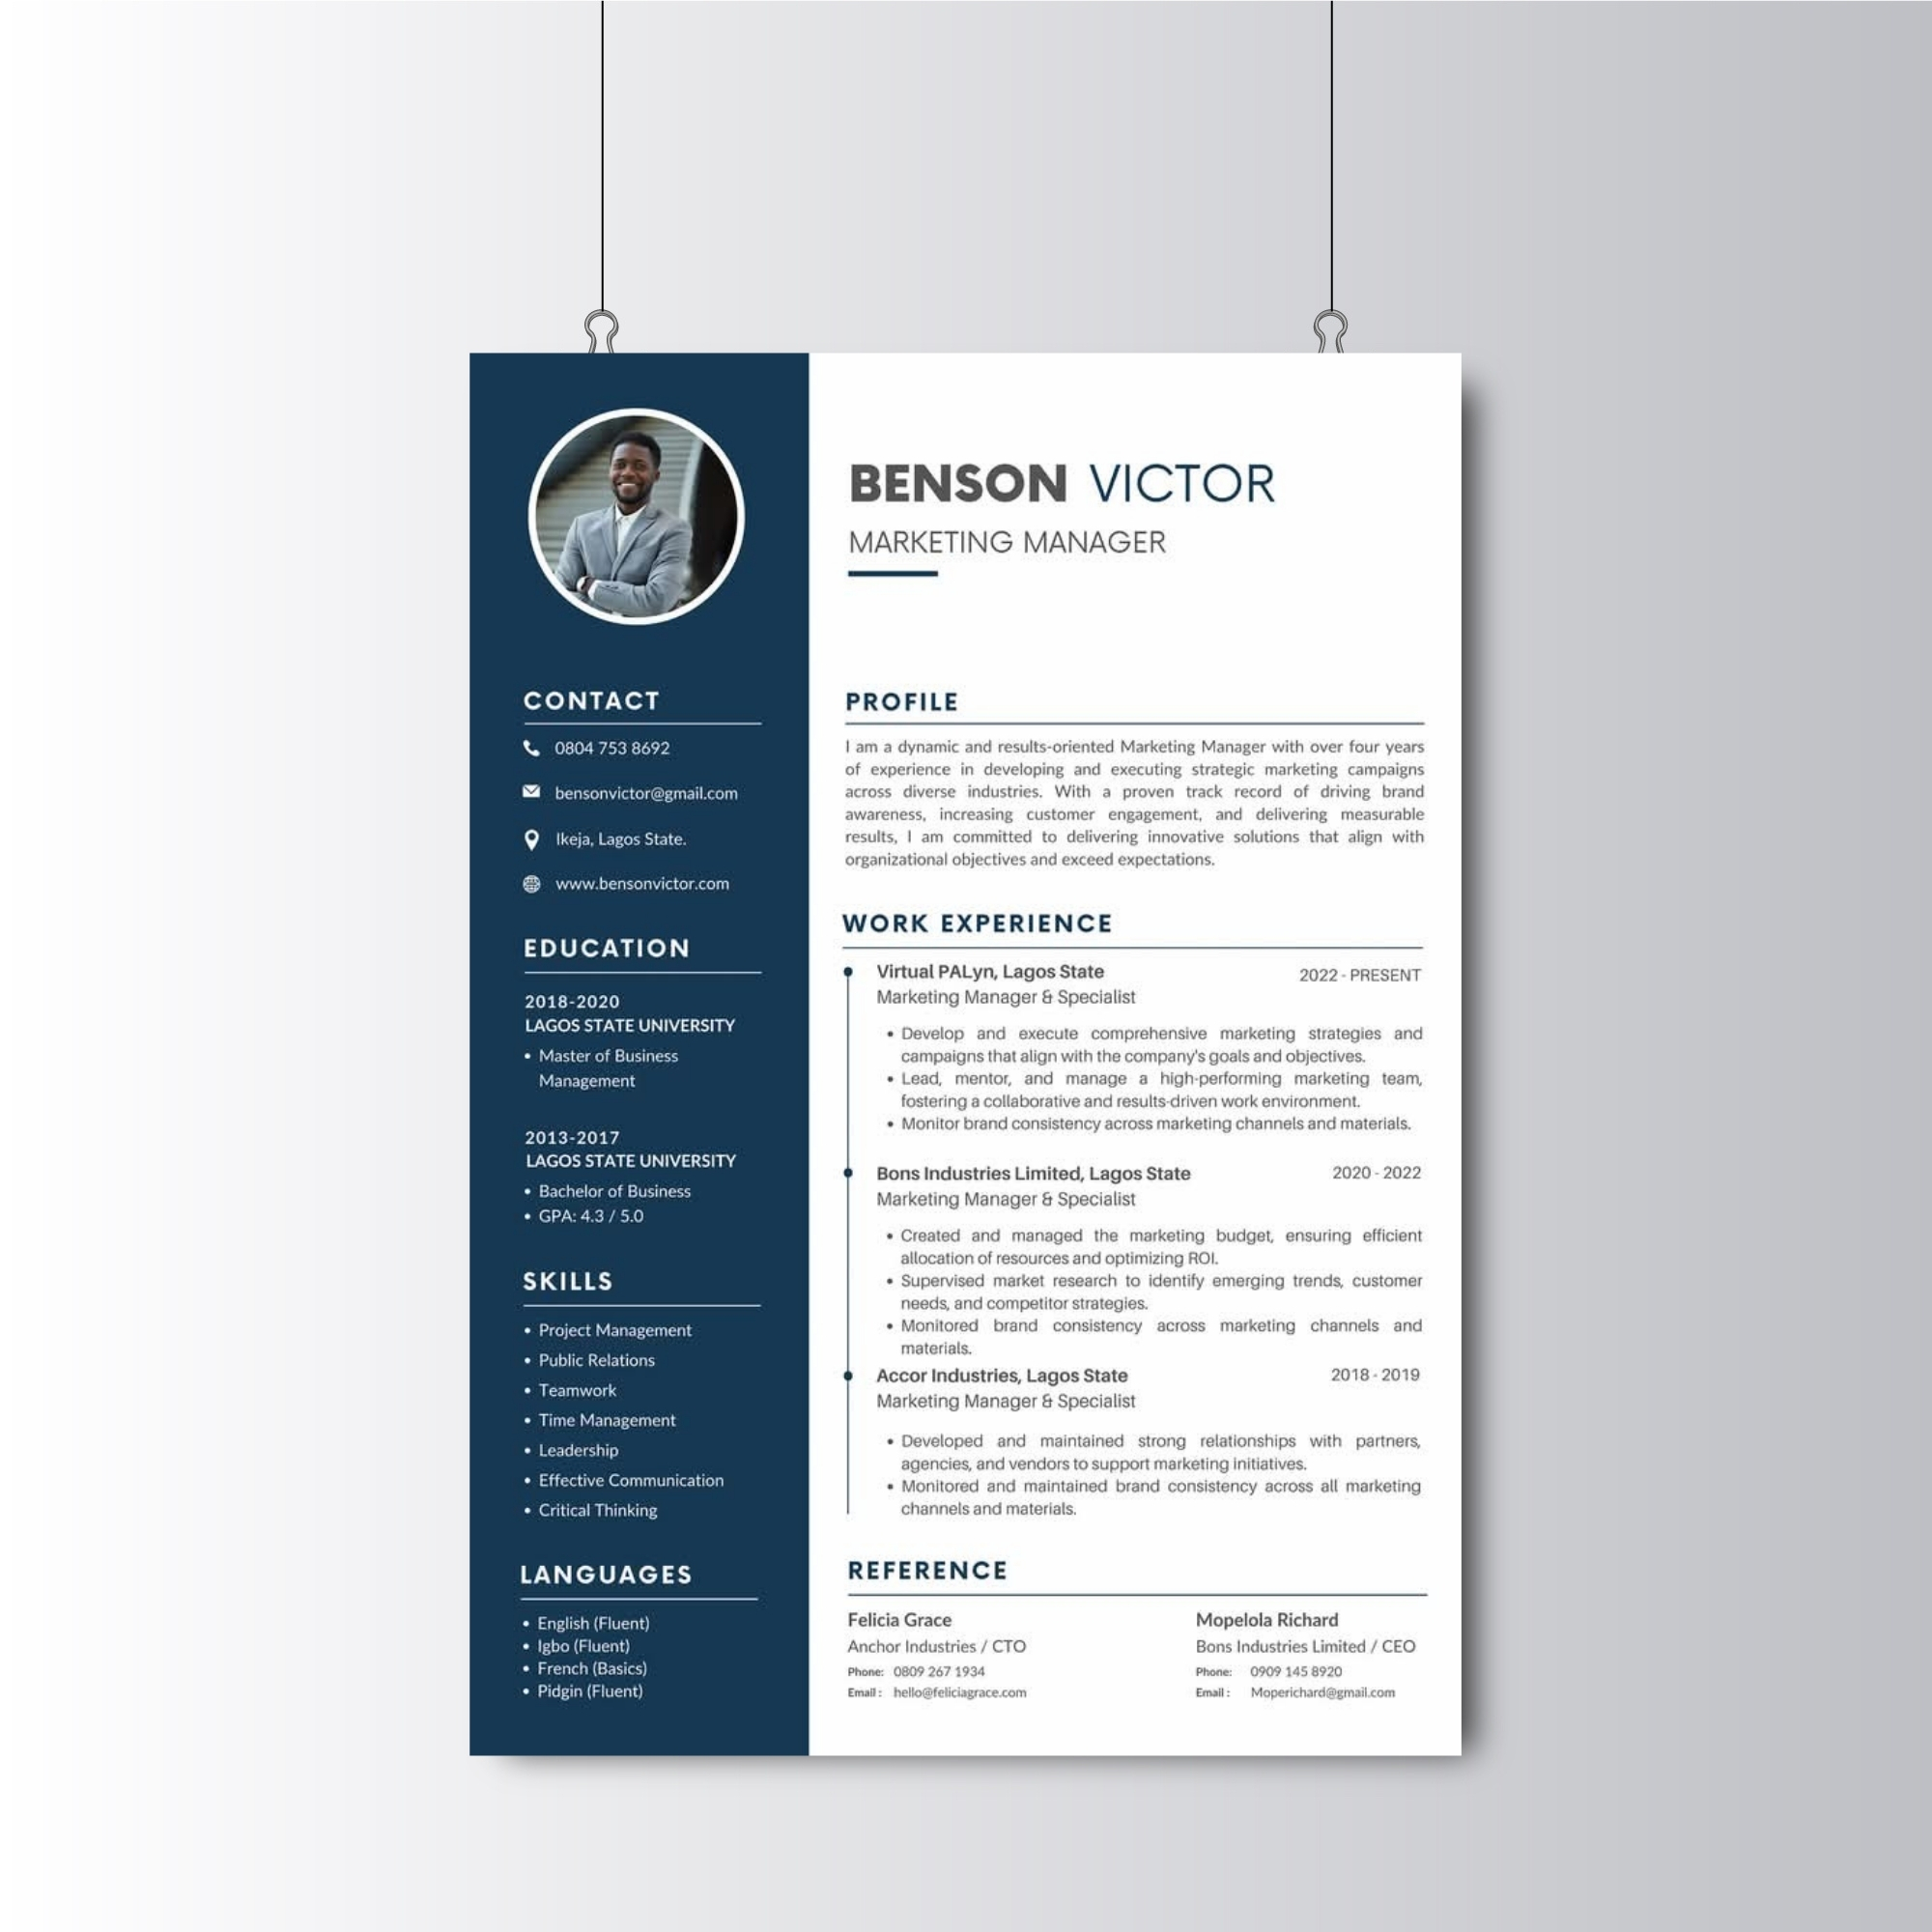 BENSON VICTOR
MARKETING MANAGER
CONTACT
0804 753 8692
bensonvictor@gmail.com
Ikeja, Lagos State.
www.bensonvictor.com
EDUCATION
2018-2020
LAGOS STATE UNIVERSITY
• Master of Business
Management
2013-2017
LAGOS STATE UNIVERSITY
• Bachelor of Business
• GPA: 4.3 / 5.0
SKILLS
• Project Management
• Public Relations
• Teamwork
• Time Management
• Leadership
• Effective Communication
• Critical Thinking
LANGUAGES
• English (Fluent)
• Igbo (Fluent)
• French (Basics)
• Pidgin (Fluent)
PROFILE
I am a dynamic and results-oriented Marketing Manager with over four years
of experience in developing and executing strategic marketing campaigns
across diverse industries. With a proven track record of driving brand
awareness, increasing customer engagement, and delivering measurable
results, I am committed to delivering innovative solutions that align with
organizational objectives and exceed expectations.
WORK EXPERIENCE
Virtual PALyn, Lagos State 2022 - PRESENT
Marketing Manager & Specialist
• Develop and execute comprehensive marketing strategies and
campaigns that align with the company's goals and objectives.
• Lead, mentor, and manage a high-performing marketing team,
fostering a collaborative and results-driven work environment.
• Monitor brand consistency across marketing channels and materials.
Bons Industries Limited, Lagos State 2020 - 2022
Marketing Manager & Specialist
• Created and managed the marketing budget, ensuring efficient
allocation of resources and optimizing ROI.
• Supervised market research to identify emerging trends, customer
needs, and competitor strategies.
• Monitored brand consistency across marketing channels and
materials.
Accor Industries, Lagos State 2018 - 2019
Marketing Manager & Specialist
• Developed and maintained strong relationships with partners,
agencies, and vendors to support marketing initiatives.
• Monitored and maintained brand consistency across all marketing
channels and materials.
REFERENCE
Felicia Grace
Anchor Industries / CTO
Phone: 0809 267 1934
Email : hello@feliciagrace.com
Mopelola Richard
Bons Industries Limited / CEO
Phone: 0909 145 8920
Email : Moperichard@gmail.com